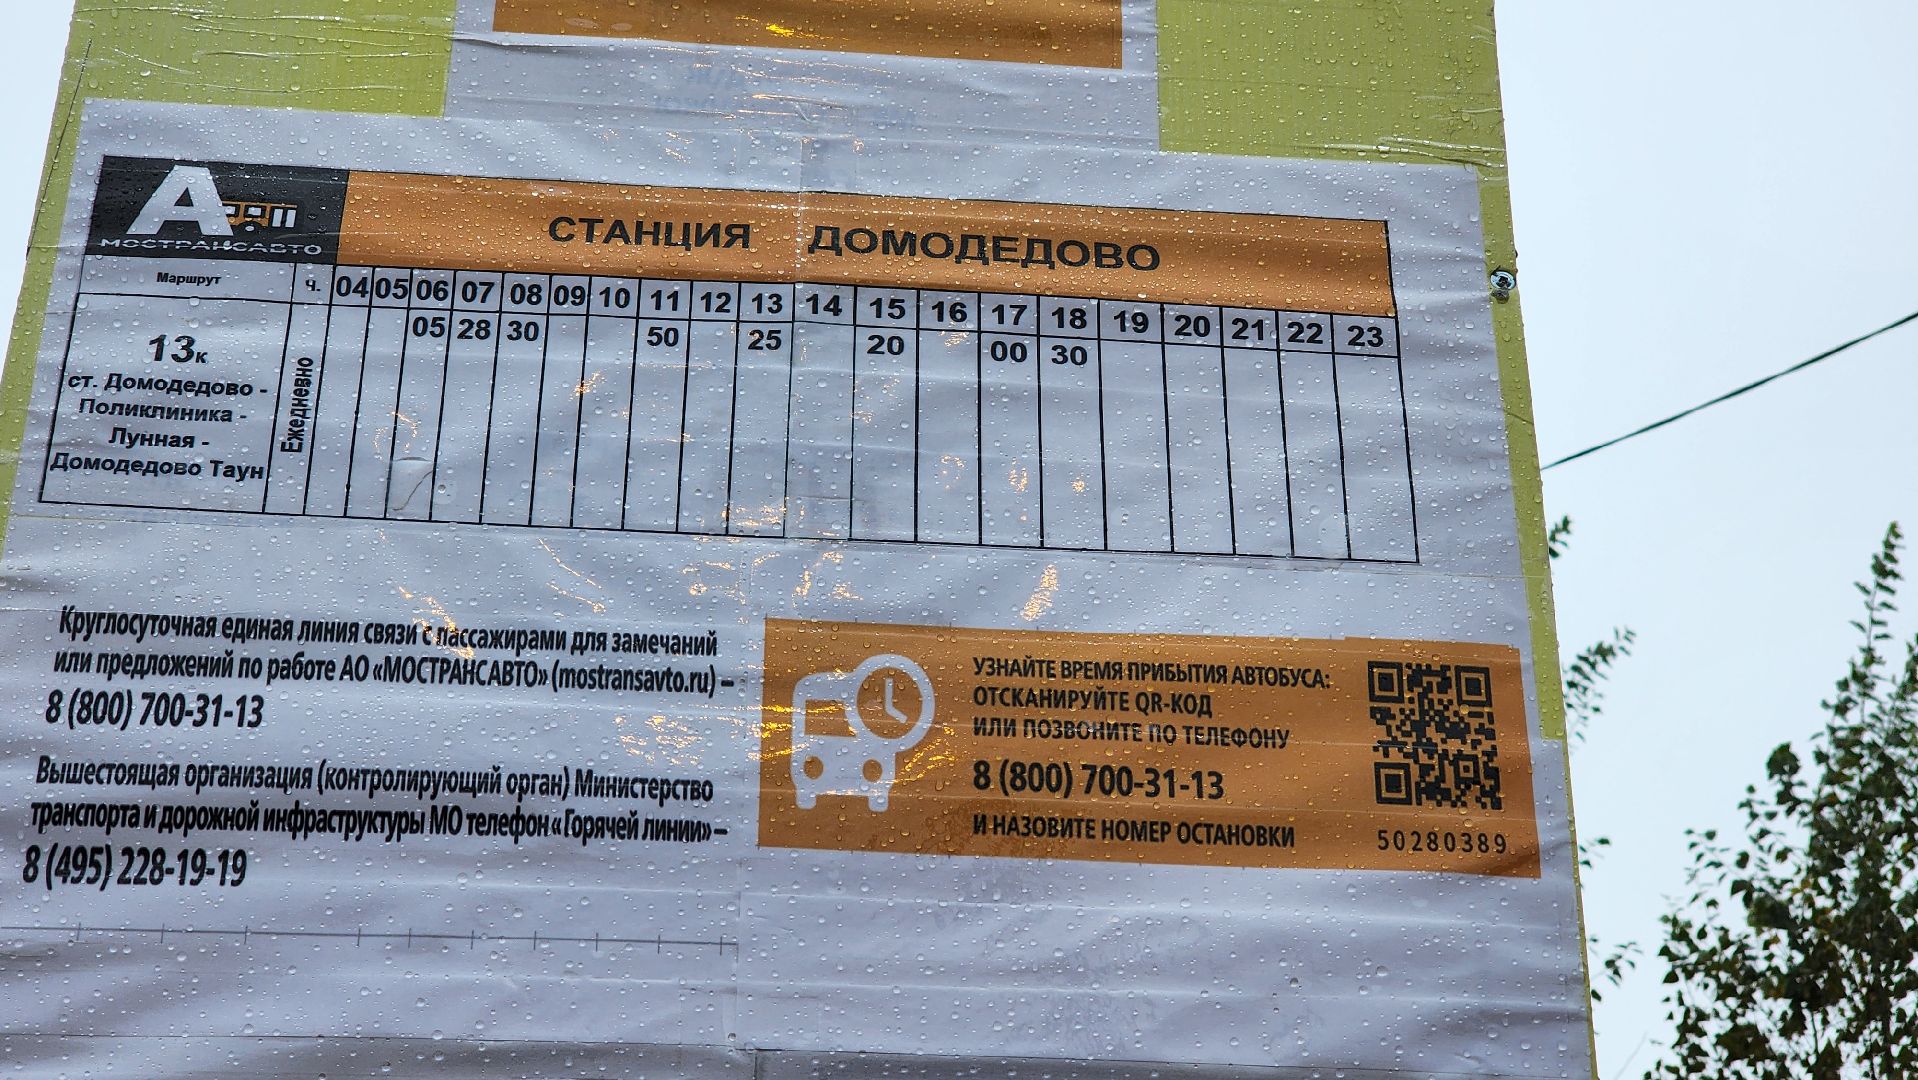 А
МОСТРАНСАВТО
СТАНЦИЯ ДОМОДЕДОВО
Маршрут ч. 04 05 06 07 08 09 10 11 12 13 14 15 16 17 18 19 20 21 22 23
05 28 30 50 25 20 00 30
13к
ст. Домодедово -
Поликлиника -
Лунная -
Домодедово Таун
Ежедневно
Круглосуточная единая линия связи с пассажирами для замечаний
или предложений по работе АО «МОСТРАНСАВТО» (mostransavto.ru) –
8 (800) 700-31-13
Вышестоящая организация (контролирующий орган) Министерство
транспорта и дорожной инфраструктуры МО телефон «Горячей линии» –
8 (495) 228-19-19
УЗНАЙТЕ ВРЕМЯ ПРИБЫТИЯ АВТОБУСА:
ОТСКАНИРУЙТЕ QR-КОД
ИЛИ ПОЗВОНИТЕ ПО ТЕЛЕФОНУ
8 (800) 700-31-13
И НАЗОВИТЕ НОМЕР ОСТАНОВКИ
50280389